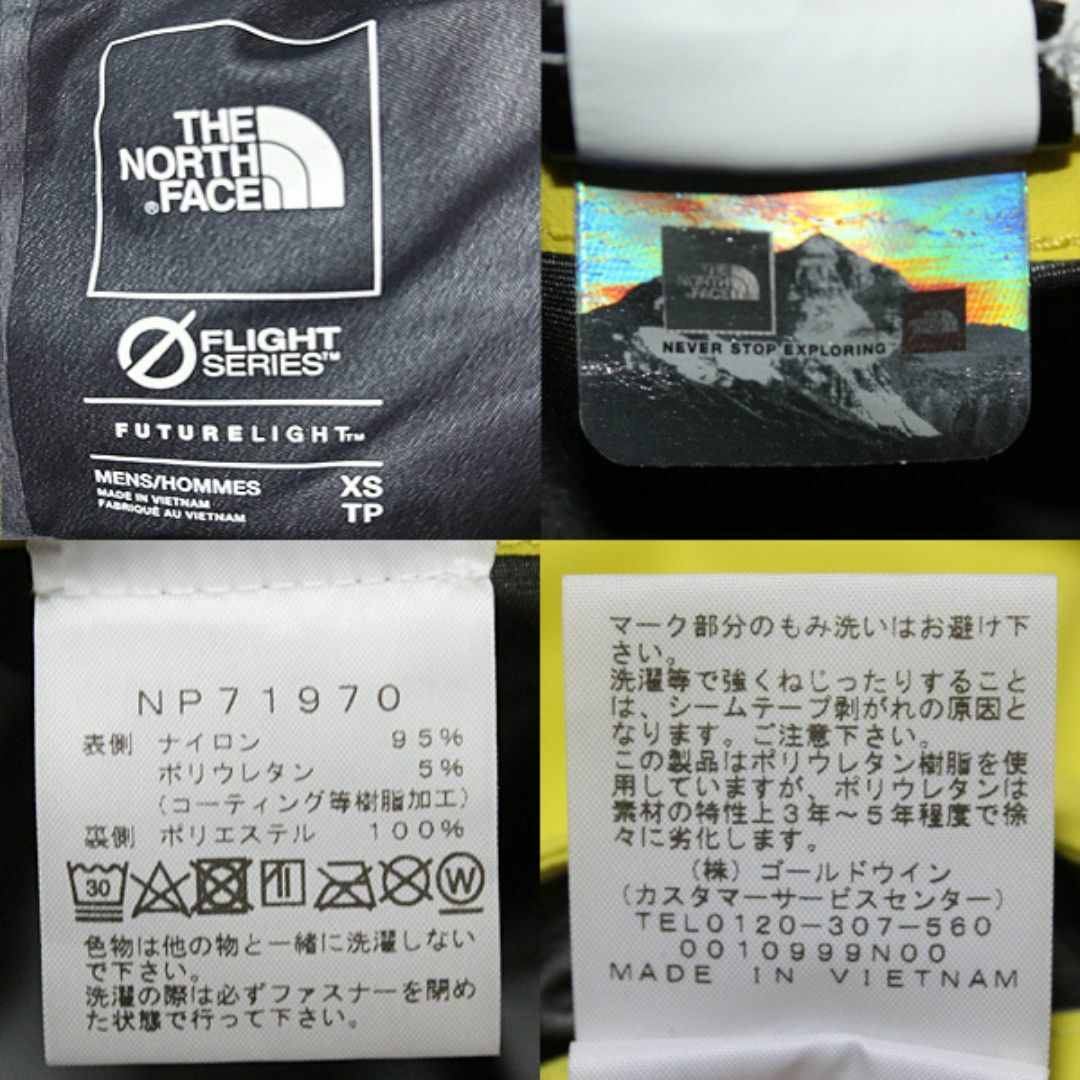 THE
NORTH
FACE
FLIGHT
SERIES™
FUTURELIGHT™
MENS/HOMMES XS
MADE IN VIETNAM TP
FABRIQUÉ AU VIETNAM
THE
NORTH
FACE
NEVER STOP EXPLORING
NP71970
表側 ナイロン 95%
ポリウレタン 5%
(コーティング等樹脂加工)
裏側 ポリエステル 100%
30
W
色物は他の物と一緒に洗濯しない
で下さい。
洗濯の際は必ずファスナーを閉め
た状態で行って下さい。
マーク部分のもみ洗いはお避け下
さい。
洗濯等で強くねじったりすること
は、シームテープ剥がれの原因と
なります。ご注意下さい。
この製品はポリウレタン樹脂を使
用していますが、ポリウレタンは
素材の特性上3年~5年程度で徐
々に劣化します。
(株)ゴールドウイン
(カスタマーサービスセンター)
TEL0120-307-560
0010999N00
MADE IN VIETNAM